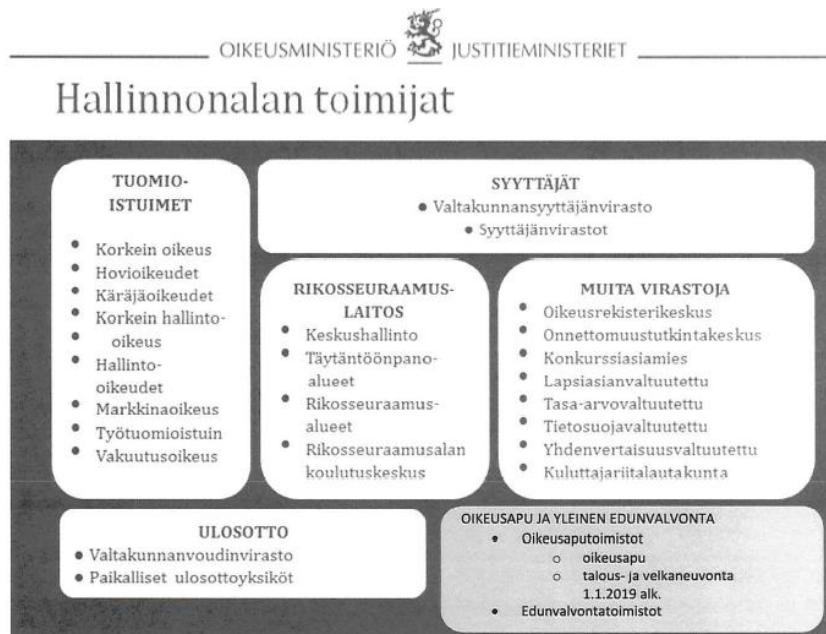 OIKEUSMINISTERIÖ JUSTITIEMINISTERIET
Hallinnonalan toimijat
TUOMIO-
ISTUIMET
• Korkein oikeus
• Hovioikeudet
• Käräjäoikeudet
• Korkein hallinto-
• oikeus
• Hallinto-
oikeudet
• Markkinaoikeus
• Työtuomioistuin
• Vakuutusoikeus
SYYTTÄJÄT
• Valtakunnansyyttäjänvirasto
• Syyttäjänvirastot
RIKOSSEURAAMUS-
LAITOS
• Keskushallinto
• Täytäntöönpano-
alueet
• Rikosseuraamus-
alueet
• Rikosseuraamusalan
koulutuskeskus
MUITA VIRASTOJA
• Oikeusrekisterikeskus
• Onnettomuustutkintakeskus
• Konkurssiasiamies
• Lapsiasianvaltuutettu
• Tasa-arvovaltuutettu
• Tietosuojavaltuutettu
• Yhdenvertaisuusvaltuutettu
• Kuluttajariitalautakunta
ULOSOTTO
• Valtakunnanvoudinvirasto
• Paikalliset ulosottoyksiköt
OIKEUSAPU JA YLEINEN EDUNVALVONTA
• Oikeusaputoimistot
o oikeusapu
o talous- ja velkaneuvonta
1.1.2019 alk.
• Edunvalvontatoimistot